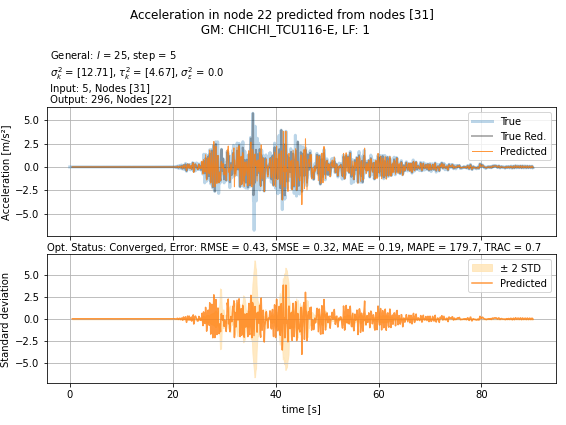 Acceleration in node 22 predicted from nodes [31]
GM: CHICHI_TCU116-E, LF: 1
General: l = 25, step = 5
σ²ₖ = [12.71], τ²ₖ = [4.67], σ²ε = 0.0
Input: 5, Nodes [31]
Output: 296, Nodes [22]
Acceleration [m/s²]
5.0
2.5
0.0
−2.5
−5.0
True
True Red.
Predicted
Opt. Status: Converged, Error: RMSE = 0.43, SMSE = 0.32, MAE = 0.19, MAPE = 179.7, TRAC = 0.7
Standard deviation
5.0
2.5
0.0
−2.5
−5.0
± 2 STD
Predicted
0
20
40
60
80
time [s]